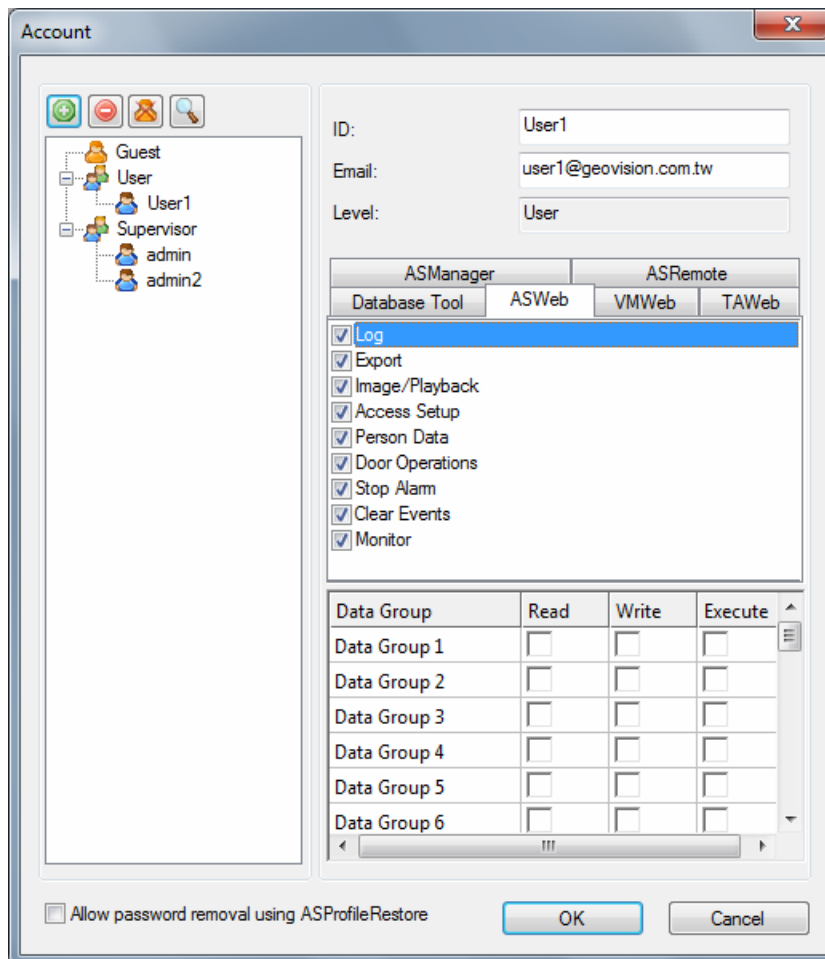 Account
Guest
User
User1
Supervisor
admin
admin2
ID: User1
Email: user1@geovision.com.tw
Level: User
ASManager ASRemote
Database Tool ASWeb VMWeb TAWeb
Log
Export
Image/Playback
Access Setup
Person Data
Door Operations
Stop Alarm
Clear Events
Monitor
Data Group Read Write Execute
Data Group 1
Data Group 2
Data Group 3
Data Group 4
Data Group 5
Data Group 6
Allow password removal using ASProfileRestore
OK Cancel